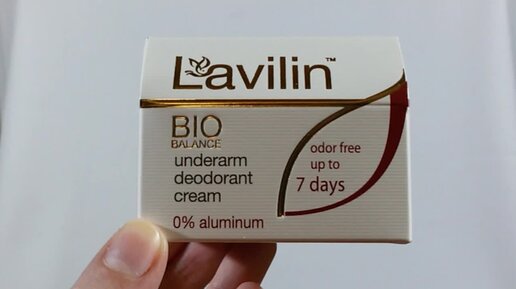 Lavilin™
BIO
BALANCE
underarm
deodorant
cream
0% aluminum
odor free
up to
7 days